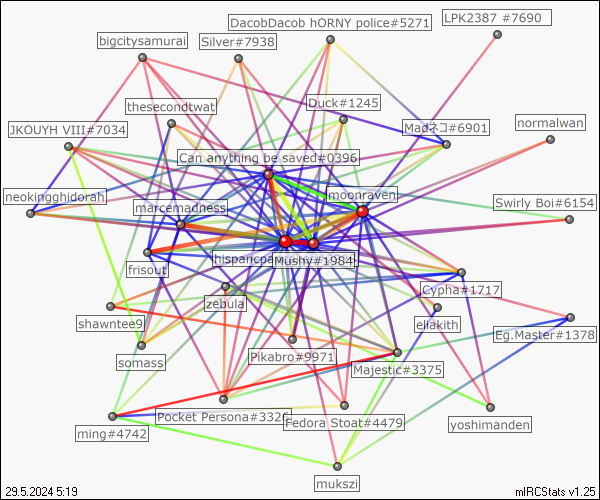 DacobDacob hORNY police#5271
LPK2387 #7690
bigcitysamurai
Silver#7938
thesecondtwat
Duck#1245
JKOUYH VIII#7034
Madネコ#6901
normalwan
Can anything be saved#0396
neokingghidorah
moonraven
marcemadness
Swirly Boi#6154
Mushy#1984
frisout
Cypha#1717
zebula
shawntee9
eliakith
Eg.Master#1378
somass
Pikabro#9971
Majestic#3375
Pocket Persona#3326
Fedora Stoat#4479
yoshimanden
ming#4742
mukszi
29.5.2024 5:19
mIRCStats v1.25